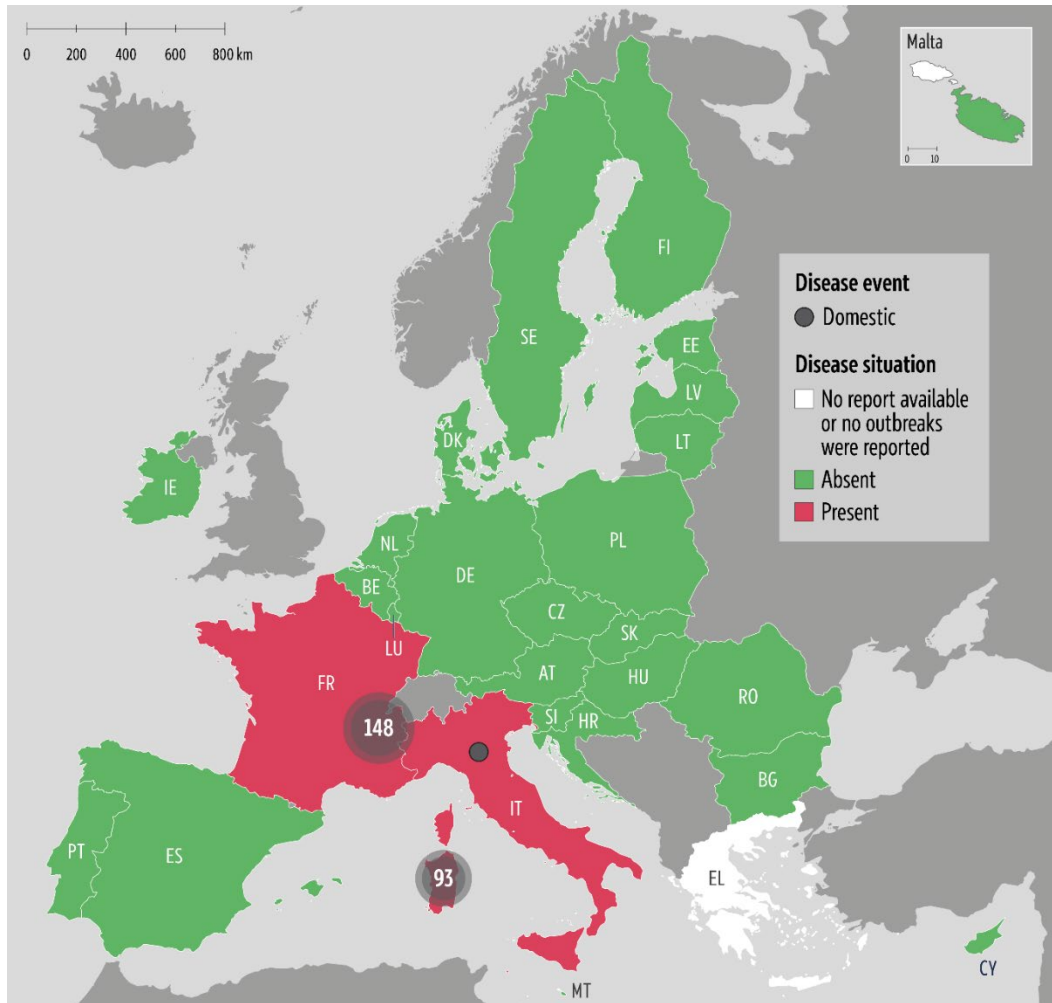 0 200 400 600 800 km
Malta
0 10
FI
Disease event
Domestic
SE
EE
Disease situation
No report available
or no outbreaks
were reported
Absent
Present
LV
LT
DK
IE
NL
PL
DE
BE
CZ
LU
SK
FR
AT
HU
RO
SI
HR
148
BG
IT
PT
ES
93
EL
CY
MT